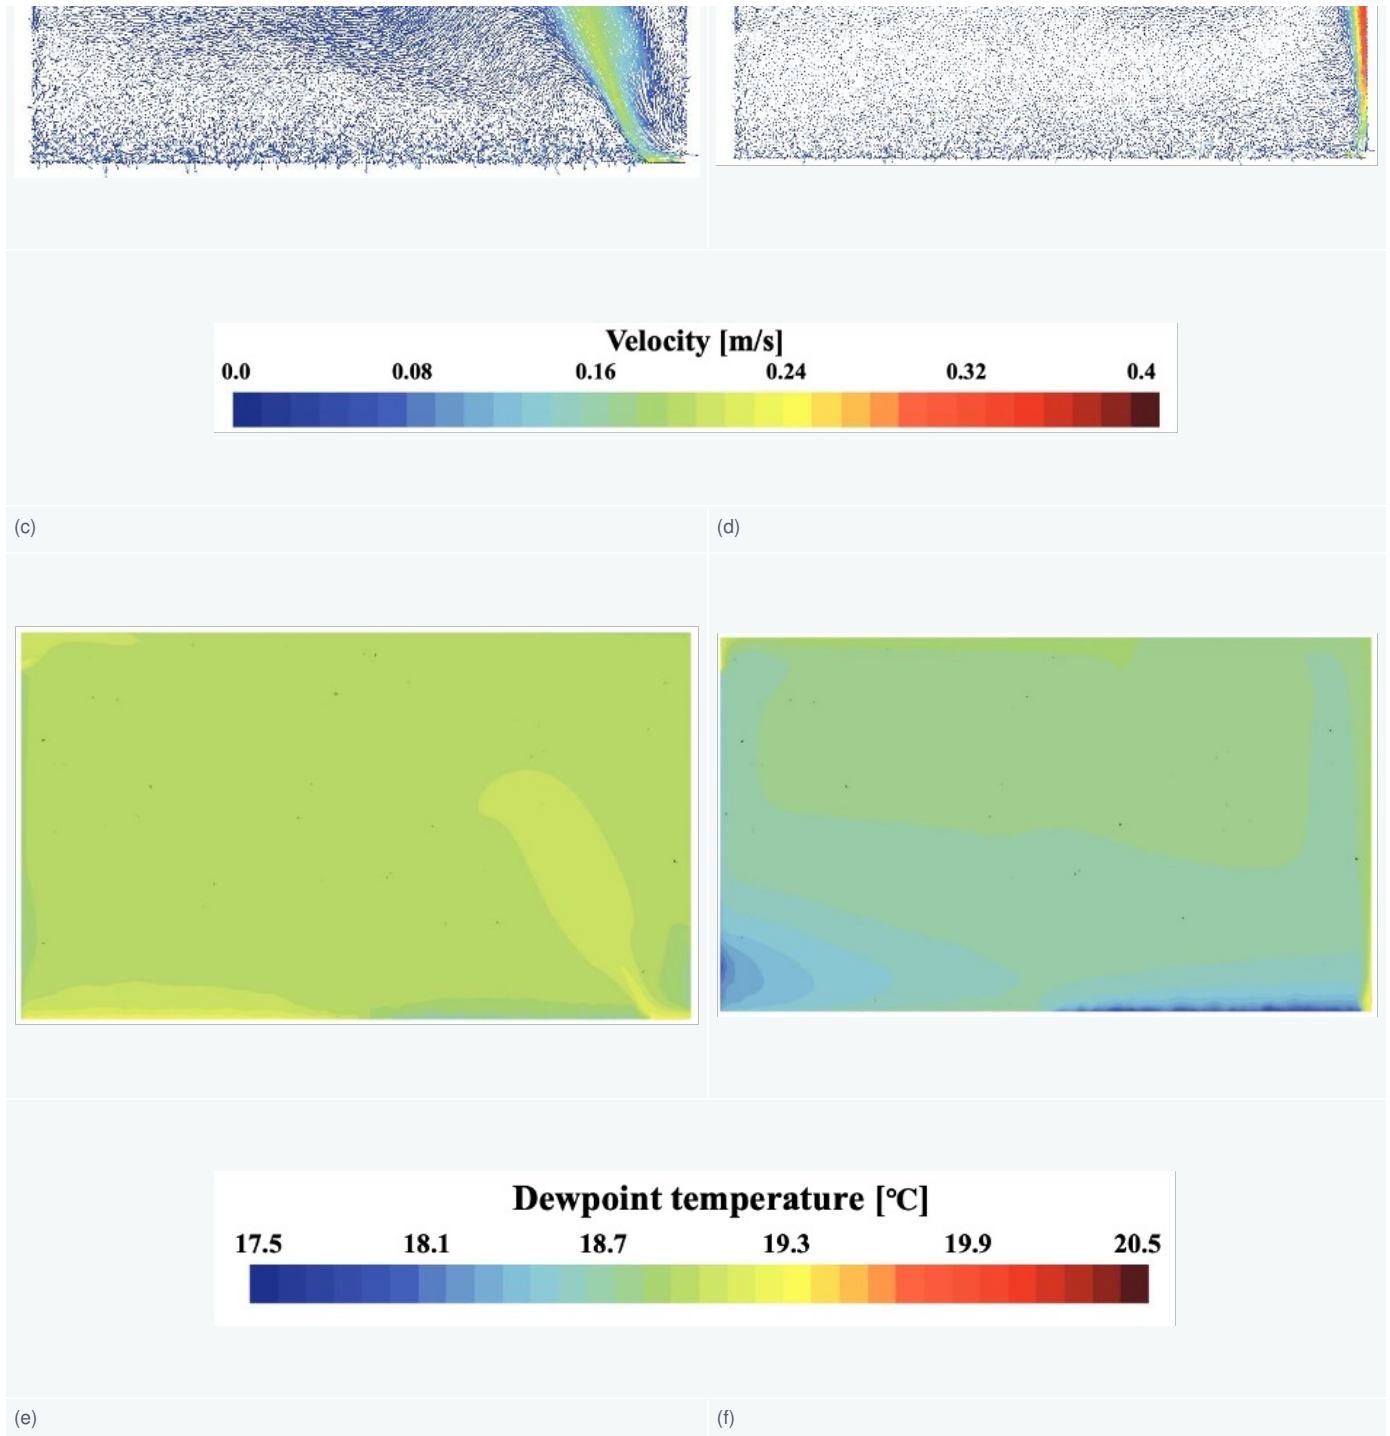 Velocity [m/s]
0.0 0.08 0.16 0.24 0.32 0.4
(c) (d)
Dewpoint temperature [°C]
17.5 18.1 18.7 19.3 19.9 20.5
(e) (f)